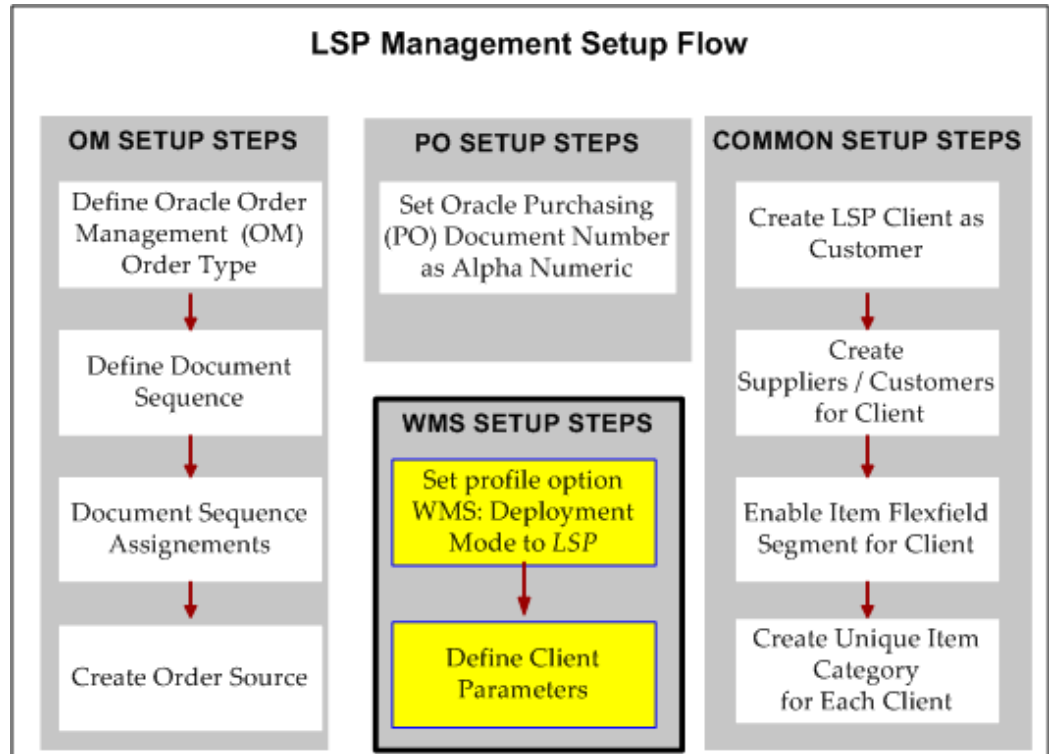 LSP Management Setup Flow
OM SETUP STEPS
Define Oracle Order
Management (OM)
Order Type
Define Document
Sequence
Document Sequence
Assignements
Create Order Source
PO SETUP STEPS
Set Oracle Purchasing
(PO) Document Number
as Alpha Numeric
WMS SETUP STEPS
Set profile option
WMS: Deployment
Mode to LSP
Define Client
Parameters
COMMON SETUP STEPS
Create LSP Client as
Customer
Create
Suppliers / Customers
for Client
Enable Item Flexfield
Segment for Client
Create Unique Item
Category
for Each Client